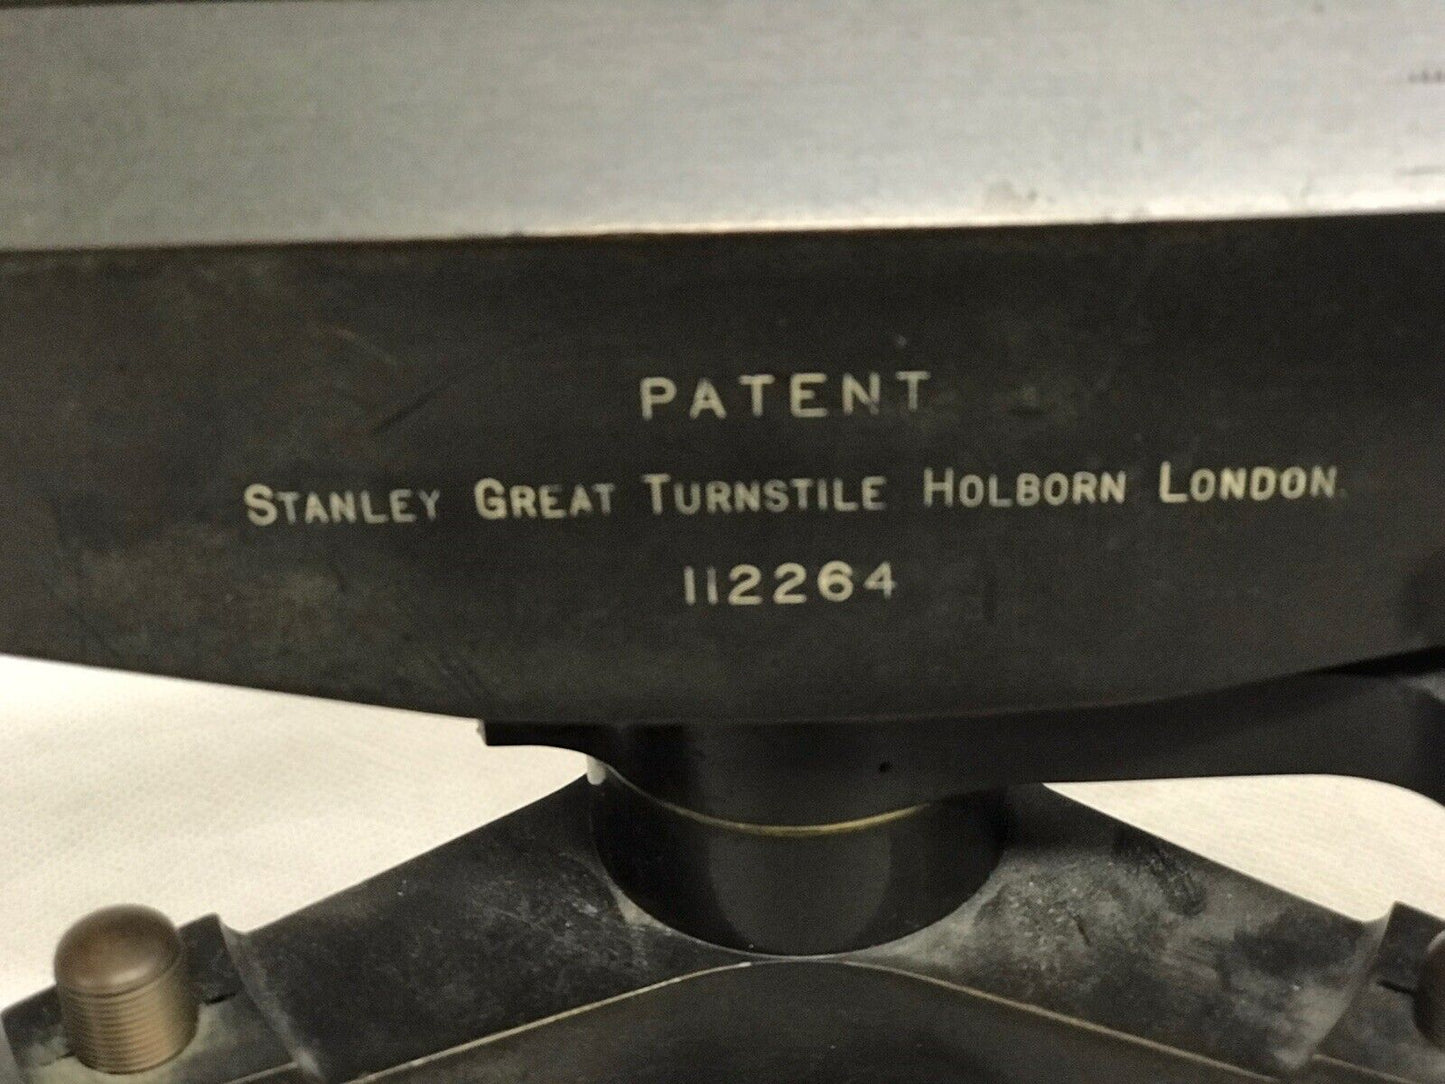 PATENT
STANLEY GREAT TURNSTILE HOLBORN LONDON.
112264